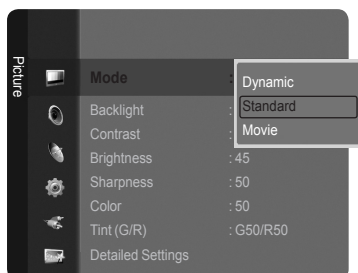 Picture
Mode :
Dynamic
Standard
Movie
Backlight :
Contrast :
Brightness : 45
Sharpness : 50
Color : 50
Tint (G/R) : G50/R50
Detailed Settings